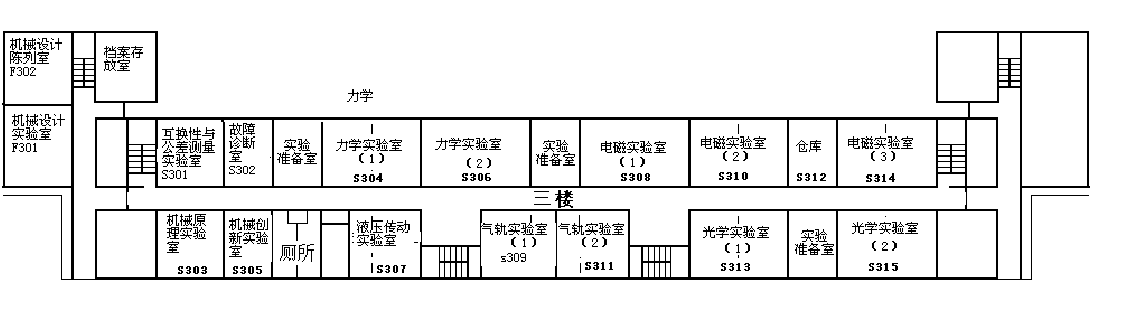 机械设计
陈列室
F302
档案存
放室
力学
机械设计
实验室
F301
互换性与
公差测量
实验室
S301
故障
诊断
室
S302
实验
准备室
力学实验室
（1）
S304
力学实验室
（2）
S306
实验
准备室
电磁实验室
（1）
S308
电磁实验室
（2）
S310
仓库
S312
电磁实验室
（3）
S314
三楼
机械原
理实验
室
S303
机械创
新实验
室
S305
厕所
液压传动
实验室
S307
气轨实验室
（1）
s309
气轨实验室
（2）
S311
光学实验室
（1）
S313
实验
准备室
光学实验室
（2）
S315